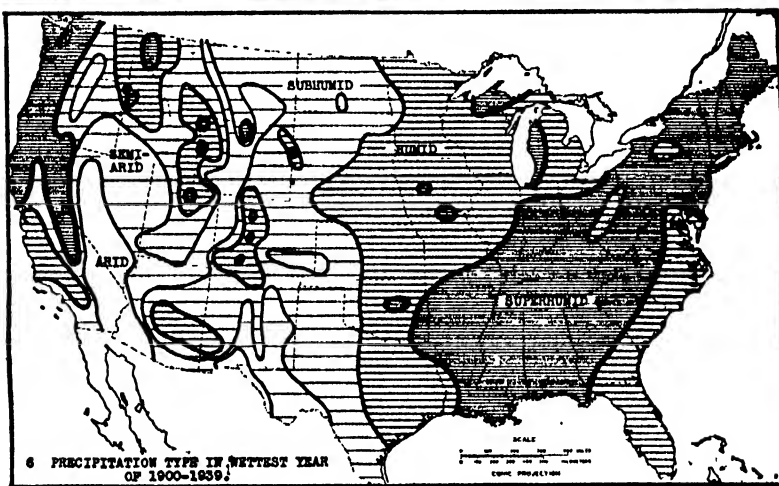 SUBHUMID
HUMID
SEMI-
ARID
ARID
SUPERHUMID
6 PRECIPITATION TYPE IN WETTEST YEAR
OF 1900-1939.
SCALE
CONIC PROJECTION